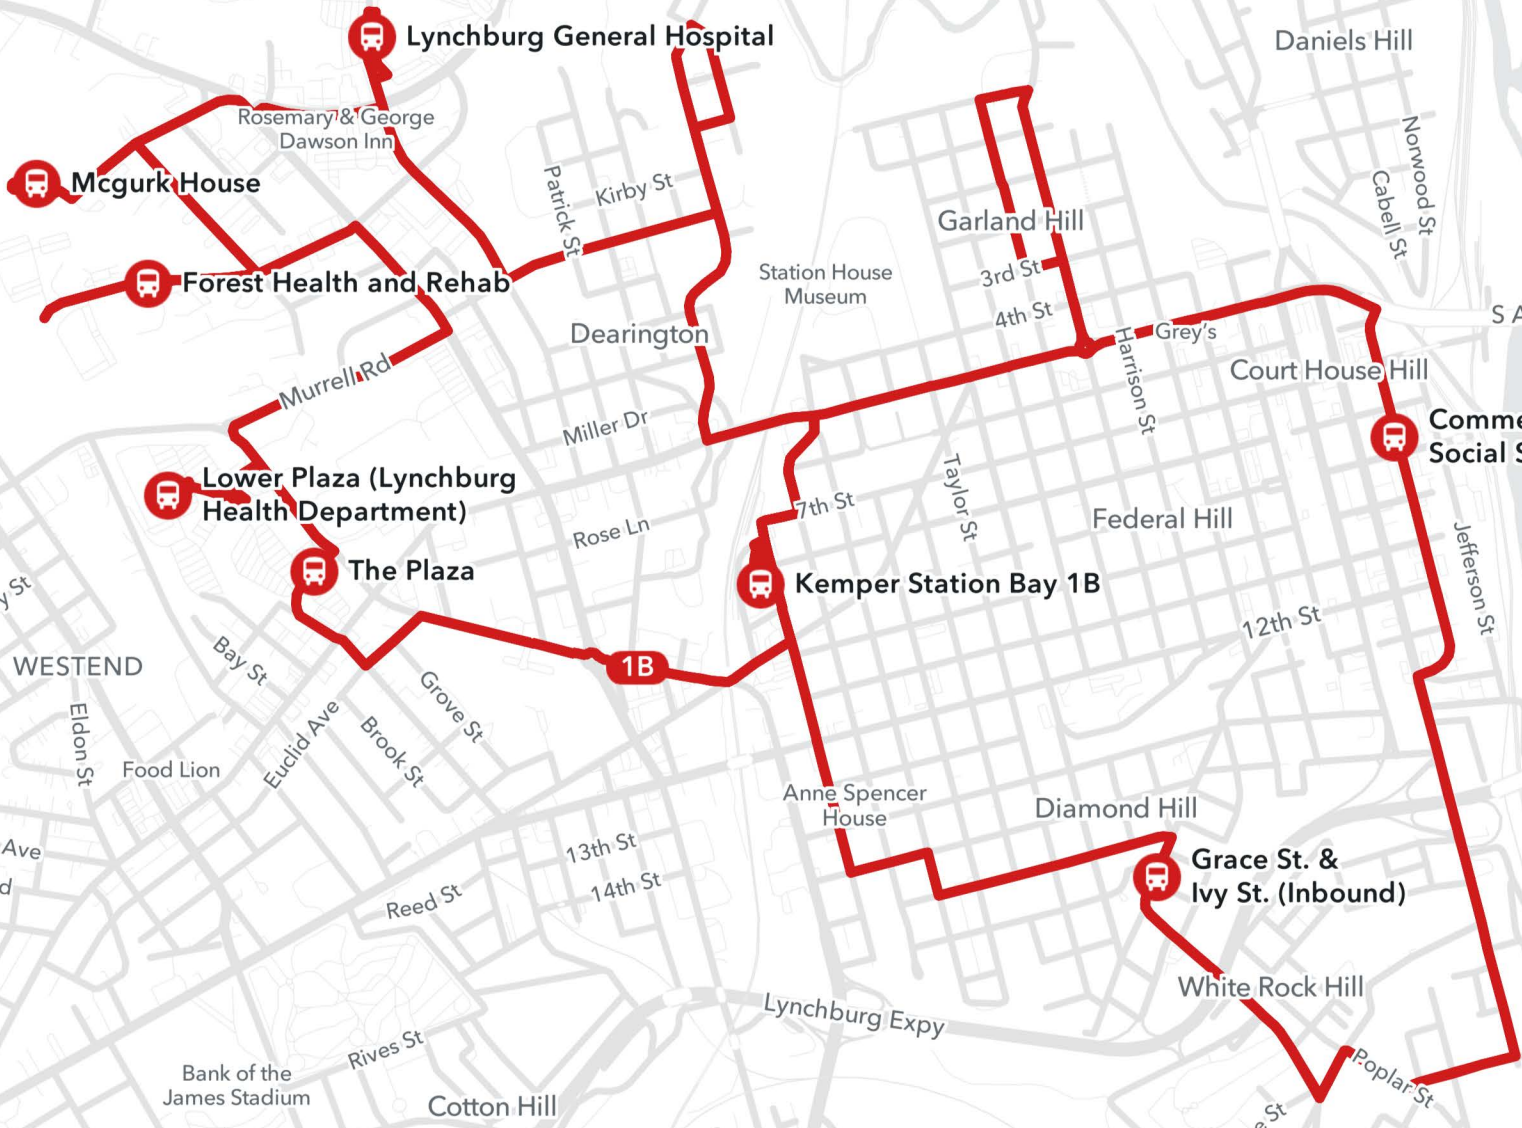 Lynchburg General Hospital
Daniels Hill
Rosemary & George
Dawson Inn
Norwood St
Cabell St
Patrick St
Kirby St
Mcgurk House
Garland Hill
3rd St
4th St
Station House
Museum
Forest Health and Rehab
Dearington
Harrison St
Grey's
S A
Court House Hill
Murrell Rd
Miller Dr
Comme
Social S
Taylor St
Lower Plaza (Lynchburg
Health Department)
7th St
Federal Hill
Rose Ln
Jefferson St
The Plaza
Kemper Station Bay 1B
y St
12th St
WESTEND
Bay St
1B
Grove St
Eldon St
Euclid Ave
Brook St
Food Lion
Anne Spencer
House
Diamond Hill
Ave
13th St
Grace St. &
Ivy St. (Inbound)
d
14th St
Reed St
White Rock Hill
Lynchburg Expy
Rives St
Poplar St
Bank of the
James Stadium
Cotton Hill
e St